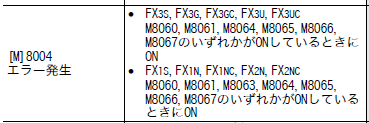 [M]8004
エラー発生
● FX3S, FX3G, FX3GC, FX3U, FX3UC
M8060, M8061, M8064, M8065, M8066,
M8067のいずれかがONしているときに
ON
● FX1S, FX1N, FX1NC, FX2N, FX2NC
M8060, M8061, M8063, M8064, M8065,
M8066, M8067のいずれかがONしている
ときにON